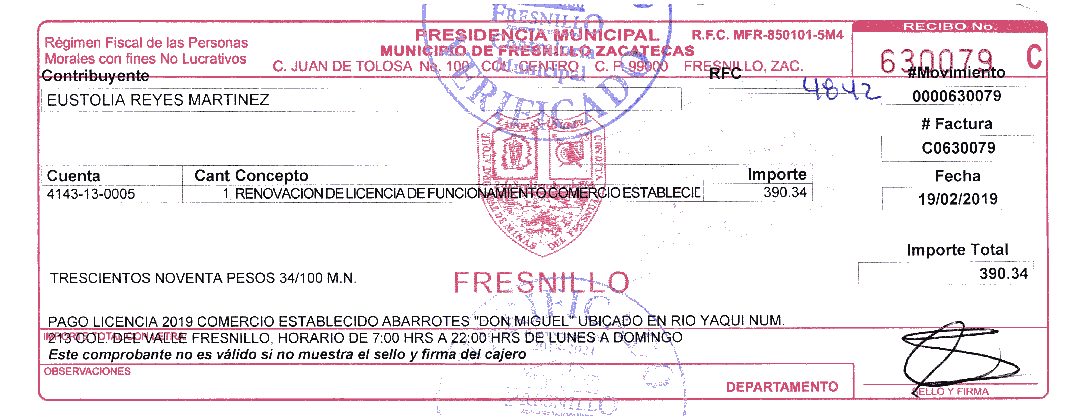 FRESNILLO
PRESIDENCIA MUNICIPAL R.F.C. MFR-850101-5M4
RECIBO No.
Régimen Fiscal de las Personas
Morales con fines No Lucrativos
MUNICIPIO DE FRESNILLO ZACATECAS
C. JUAN DE TOLOSA No. 100 COL. CENTRO C. P. 99000 FRESNILLO, ZAC.
630079 C
Contribuyente
RFC
#Movimiento
EUSTOLIA REYES MARTINEZ
4842
0000630079
VERIFICADO
# Factura
C0630079
Cuenta Cant Concepto Importe
Fecha
4143-13-0005 1 RENOVACION DE LICENCIA DE FUNCIONAMIENTO COMERCIO ESTABLECID 390.34
19/02/2019
Importe Total
390.34
TRESCIENTOS NOVENTA PESOS 34/100 M.N.
FRESNILLO
PAGO LICENCIA 2019 COMERCIO ESTABLECIDO ABARROTES "DON MIGUEL" UBICADO EN RIO YAQUI NUM.
IMPORTE TOTAL CON LETRA
213 COL. DEL VALLE FRESNILLO, HORARIO DE 7:00 HRS A 22:00 HRS DE LUNES A DOMINGO
Este comprobante no es válido si no muestra el sello y firma del cajero
OBSERVACIONES
DEPARTAMENTO
SELLO Y FIRMA